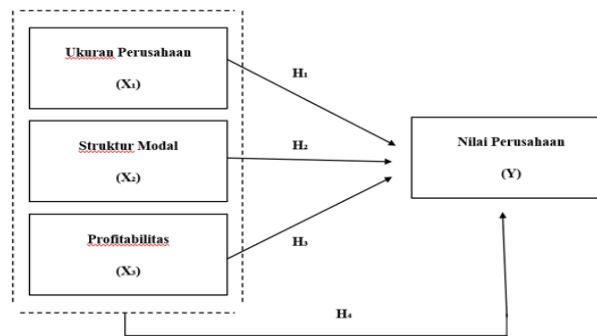 Ukuran Perusahaan
(X₁)
H₁
Struktur Modal
(X₂)
H₂
Nilai Perusahaan
(Y)
Profitabilitas
(X₃)
H₃
H₄